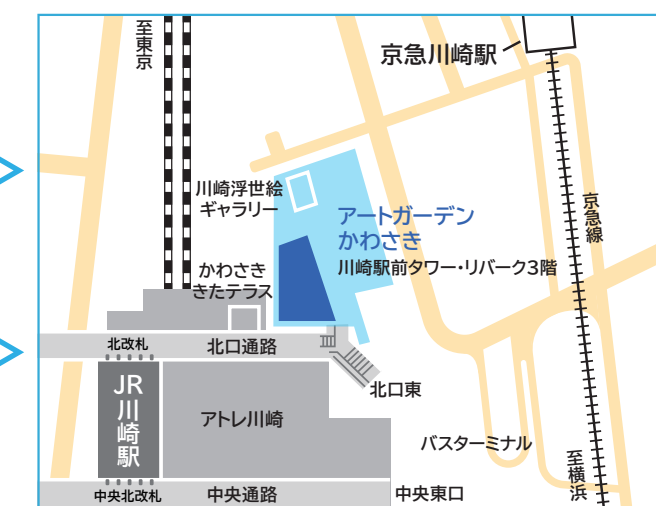 至東京
京急川崎駅
川崎浮世絵
ギャラリー
アートガーデン
かわさき
川崎駅前タワー・リバーク3階
京急線
かわさき
きたテラス
北改札
北口通路
北口東
JR川崎駅
アトレ川崎
バスターミナル
至横浜
中央北改札
中央通路
中央東口